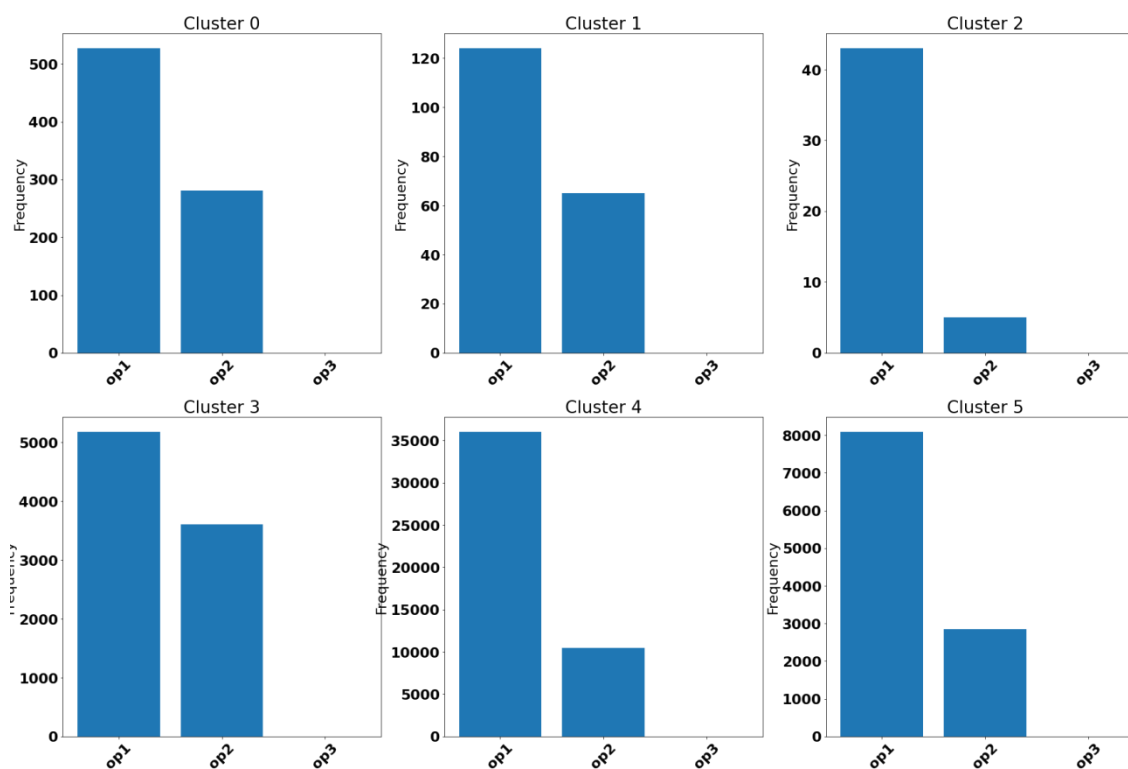 Cluster 0
Frequency
500
400
300
200
100
0
op1
op2
op3
Cluster 1
Frequency
120
100
80
60
40
20
0
op1
op2
op3
Cluster 2
Frequency
40
30
20
10
0
op1
op2
op3
Cluster 3
Frequency
5000
4000
3000
2000
1000
0
op1
op2
op3
Cluster 4
Frequency
35000
30000
25000
20000
15000
10000
5000
0
op1
op2
op3
Cluster 5
Frequency
8000
7000
6000
5000
4000
3000
2000
1000
0
op1
op2
op3